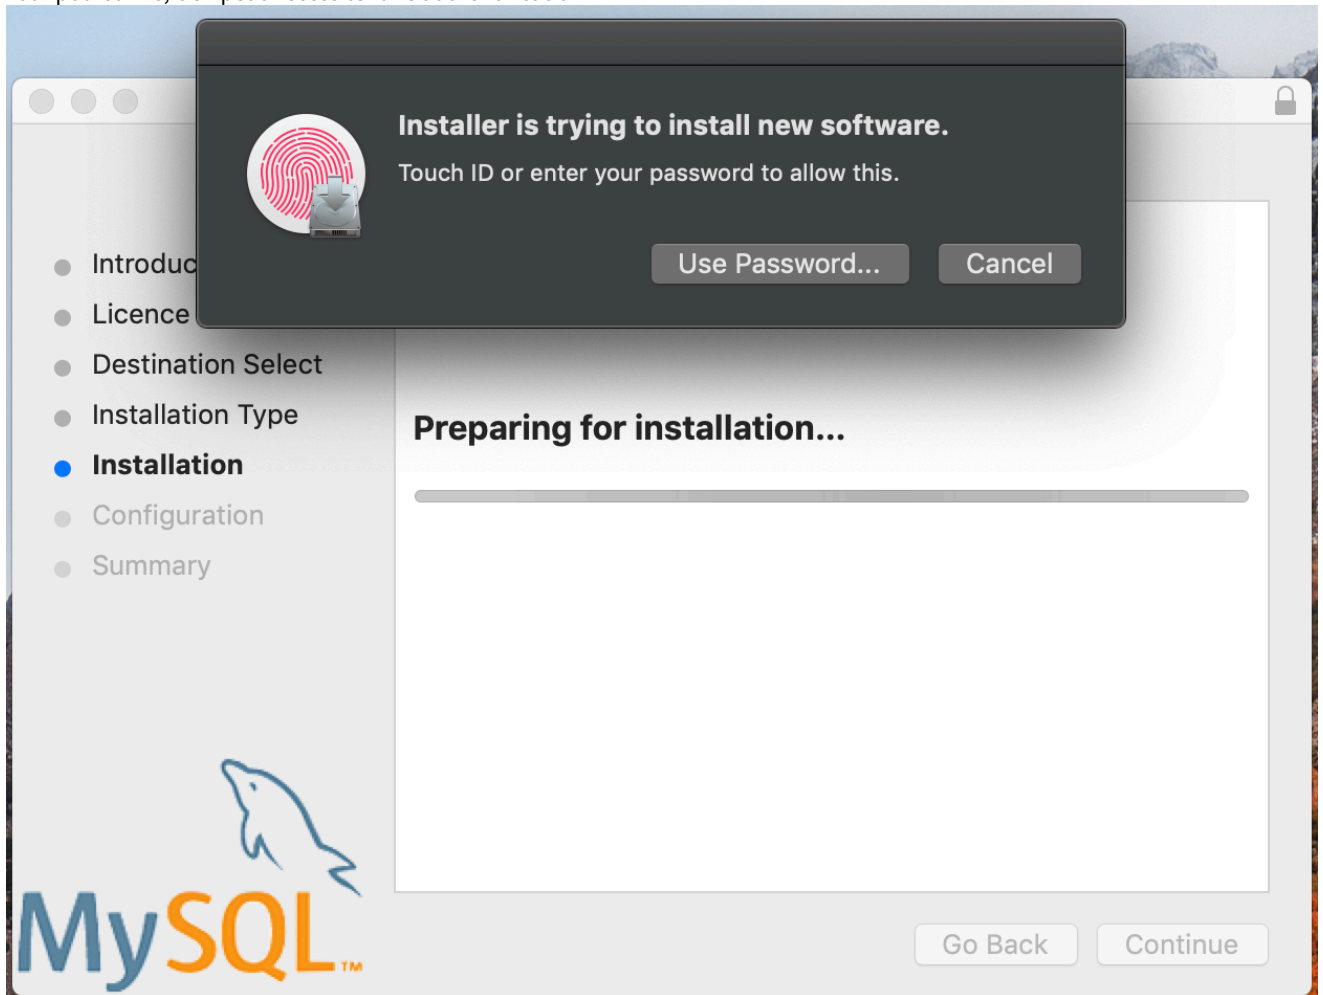 Installer is trying to install new software.
Touch ID or enter your password to allow this.
Use Password...
Cancel
Introduc
Licence
Destination Select
Installation Type
Installation
Configuration
Summary
Preparing for installation...
MySQL™
Go Back
Continue